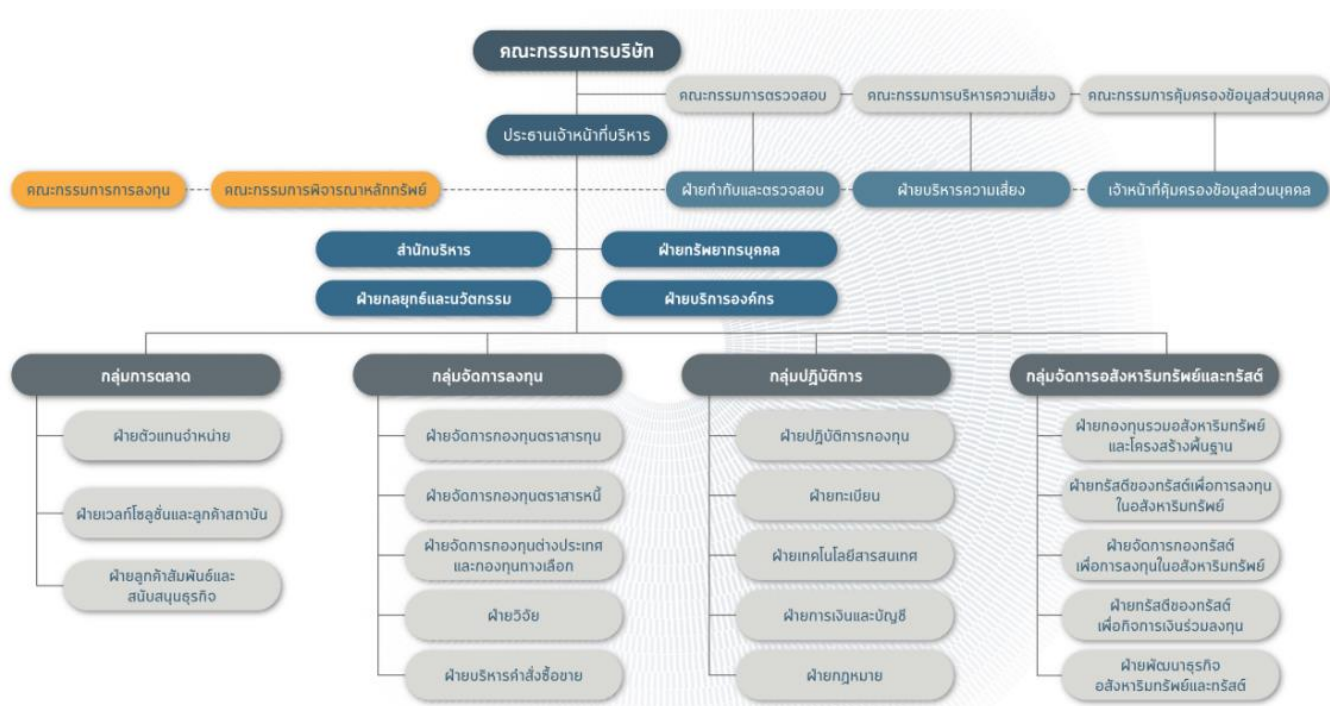 คณะกรรมการบริษัท
คณะกรรมการตรวจสอบ
คณะกรรมการบริหารความเสี่ยง
คณะกรรมการคุ้มครองข้อมูลส่วนบุคคล
ประธานเจ้าหน้าที่บริหาร
คณะกรรมการการลงทุน
คณะกรรมการพิจารณาหลักทรัพย์
ฝ่ายกำกับและตรวจสอบ
ฝ่ายบริหารความเสี่ยง
เจ้าหน้าที่คุ้มครองข้อมูลส่วนบุคคล
สำนักบริหาร
ฝ่ายทรัพยากรบุคคล
ฝ่ายกลยุทธ์และนวัตกรรม
ฝ่ายบริการองค์กร
กลุ่มการตลาด
ฝ่ายตัวแทนจำหน่าย
ฝ่ายเวลท์โซลูชั่นและลูกค้าสถาบัน
ฝ่ายลูกค้าสัมพันธ์และ
สนับสนุนธุรกิจ
กลุ่มจัดการลงทุน
ฝ่ายจัดการกองทุนตราสารทุน
ฝ่ายจัดการกองทุนตราสารหนี้
ฝ่ายจัดการกองทุนต่างประเทศ
และกองทุนทางเลือก
ฝ่ายวิจัย
ฝ่ายบริหารคำสั่งซื้อขาย
กลุ่มปฏิบัติการ
ฝ่ายปฏิบัติการกองทุน
ฝ่ายทะเบียน
ฝ่ายเทคโนโลยีสารสนเทศ
ฝ่ายการเงินและบัญชี
ฝ่ายกฎหมาย
กลุ่มจัดการอสังหาริมทรัพย์และทรัสต์
ฝ่ายกองทุนรวมอสังหาริมทรัพย์
และโครงสร้างพื้นฐาน
ฝ่ายทรัสตีของทรัสต์เพื่อการลงทุน
ในอสังหาริมทรัพย์
ฝ่ายจัดการกองทรัสต์
เพื่อการลงทุนในอสังหาริมทรัพย์
ฝ่ายทรัสตีของทรัสต์
เพื่อกิจการเงินร่วมลงทุน
ฝ่ายพัฒนาธุรกิจ
อสังหาริมทรัพย์และทรัสต์